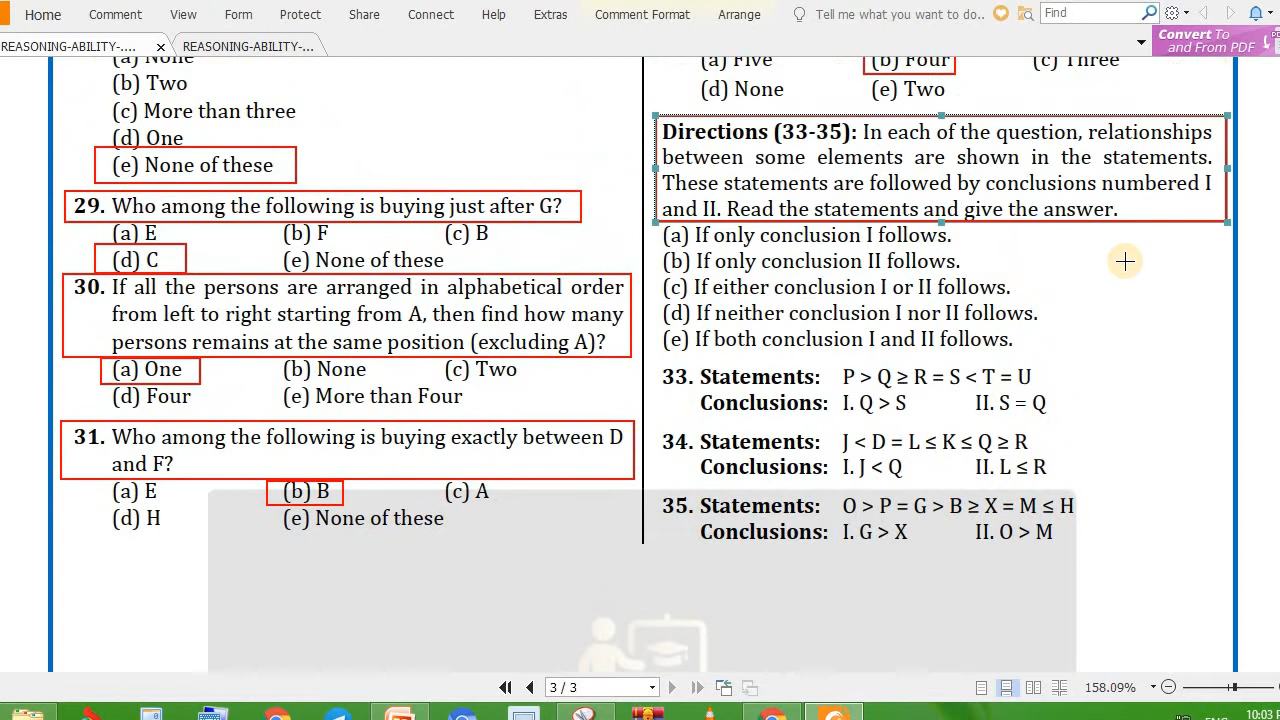 Home Comment View Form Protect Share Connect Help Extras Comment Format Arrange Tell me what you want to do.. Find
REASONING-ABILITY-.... REASONING-ABILITY-.... Convert To
and From PDF
(a) None
(b) Two
(c) More than three
(d) One
(e) None of these
29. Who among the following is buying just after G?
(a) E (b) F (c) B
(d) C (e) None of these
30. If all the persons are arranged in alphabetical order
from left to right starting from A, then find how many
persons remains at the same position (excluding A)?
(a) One (b) None (c) Two
(d) Four (e) More than Four
31. Who among the following is buying exactly between D
and F?
(a) E (b) B (c) A
(d) H (e) None of these
(a) Five (b) Four (c) Three
(d) None (e) Two
Directions (33-35): In each of the question, relationships
between some elements are shown in the statements.
These statements are followed by conclusions numbered I
and II. Read the statements and give the answer.
(a) If only conclusion I follows.
(b) If only conclusion II follows.
(c) If either conclusion I or II follows.
(d) If neither conclusion I nor II follows.
(e) If both conclusion I and II follows.
33. Statements: P > Q ≥ R = S < T = U
Conclusions: I. Q > S II. S = Q
34. Statements: J < D = L ≤ K ≤ Q ≥ R
Conclusions: I. J < Q II. L ≤ R
35. Statements: O > P = G > B ≥ X = M ≤ H
Conclusions: I. G > X II. O > M
3 / 3 158.09%
ENG 10:03 P